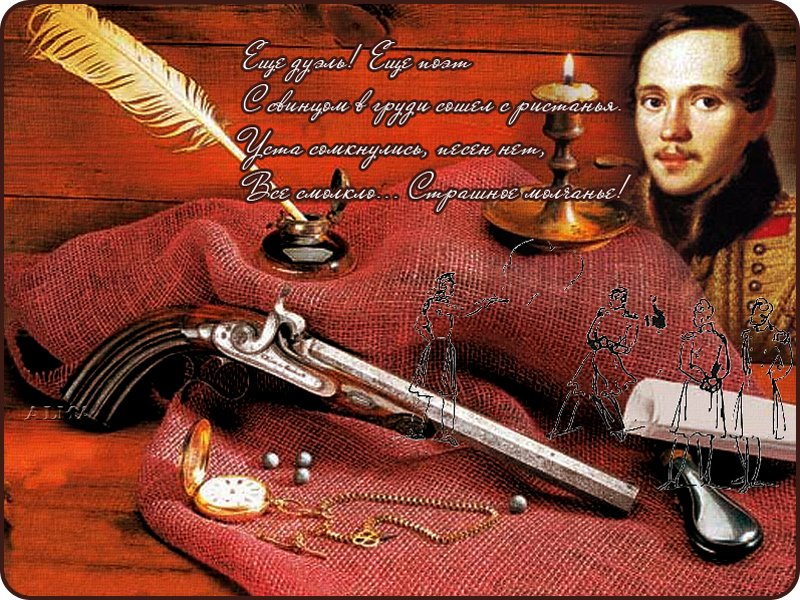 Еще дуэль! Еще поэт
С свинцом в груди сошел с ристанья.
Уста сомкнулись, песен нет,
Все смолкло... Страшное молчанье!